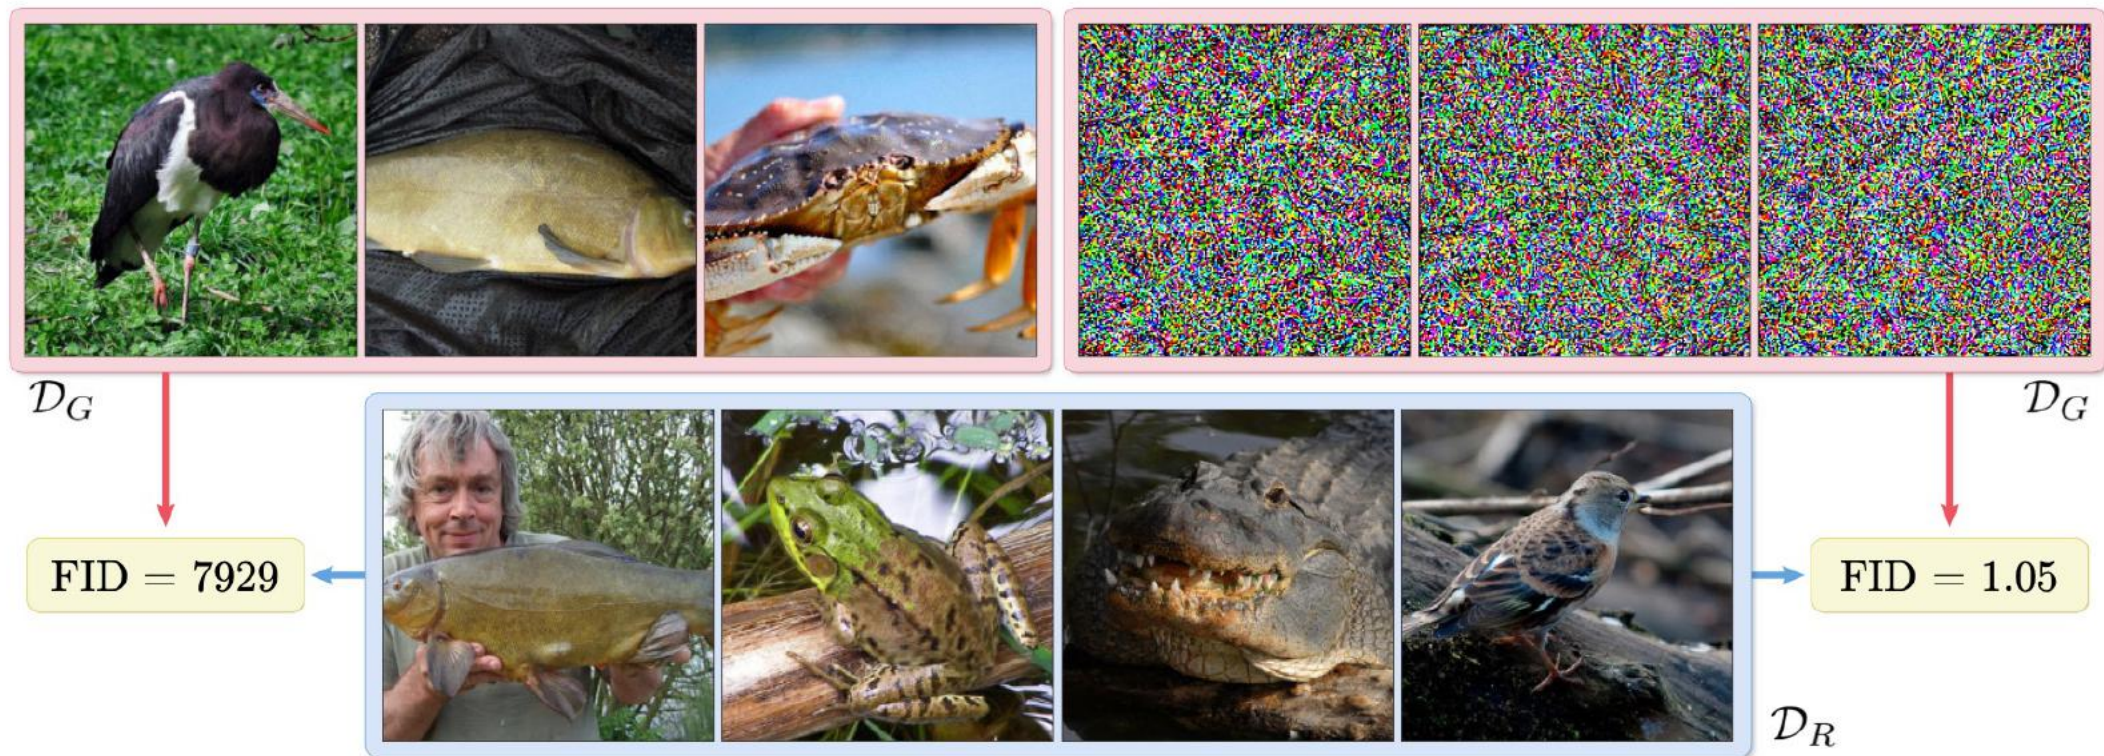 𝒟_G
𝒟_G
FID = 7929
FID = 1.05
𝒟_R